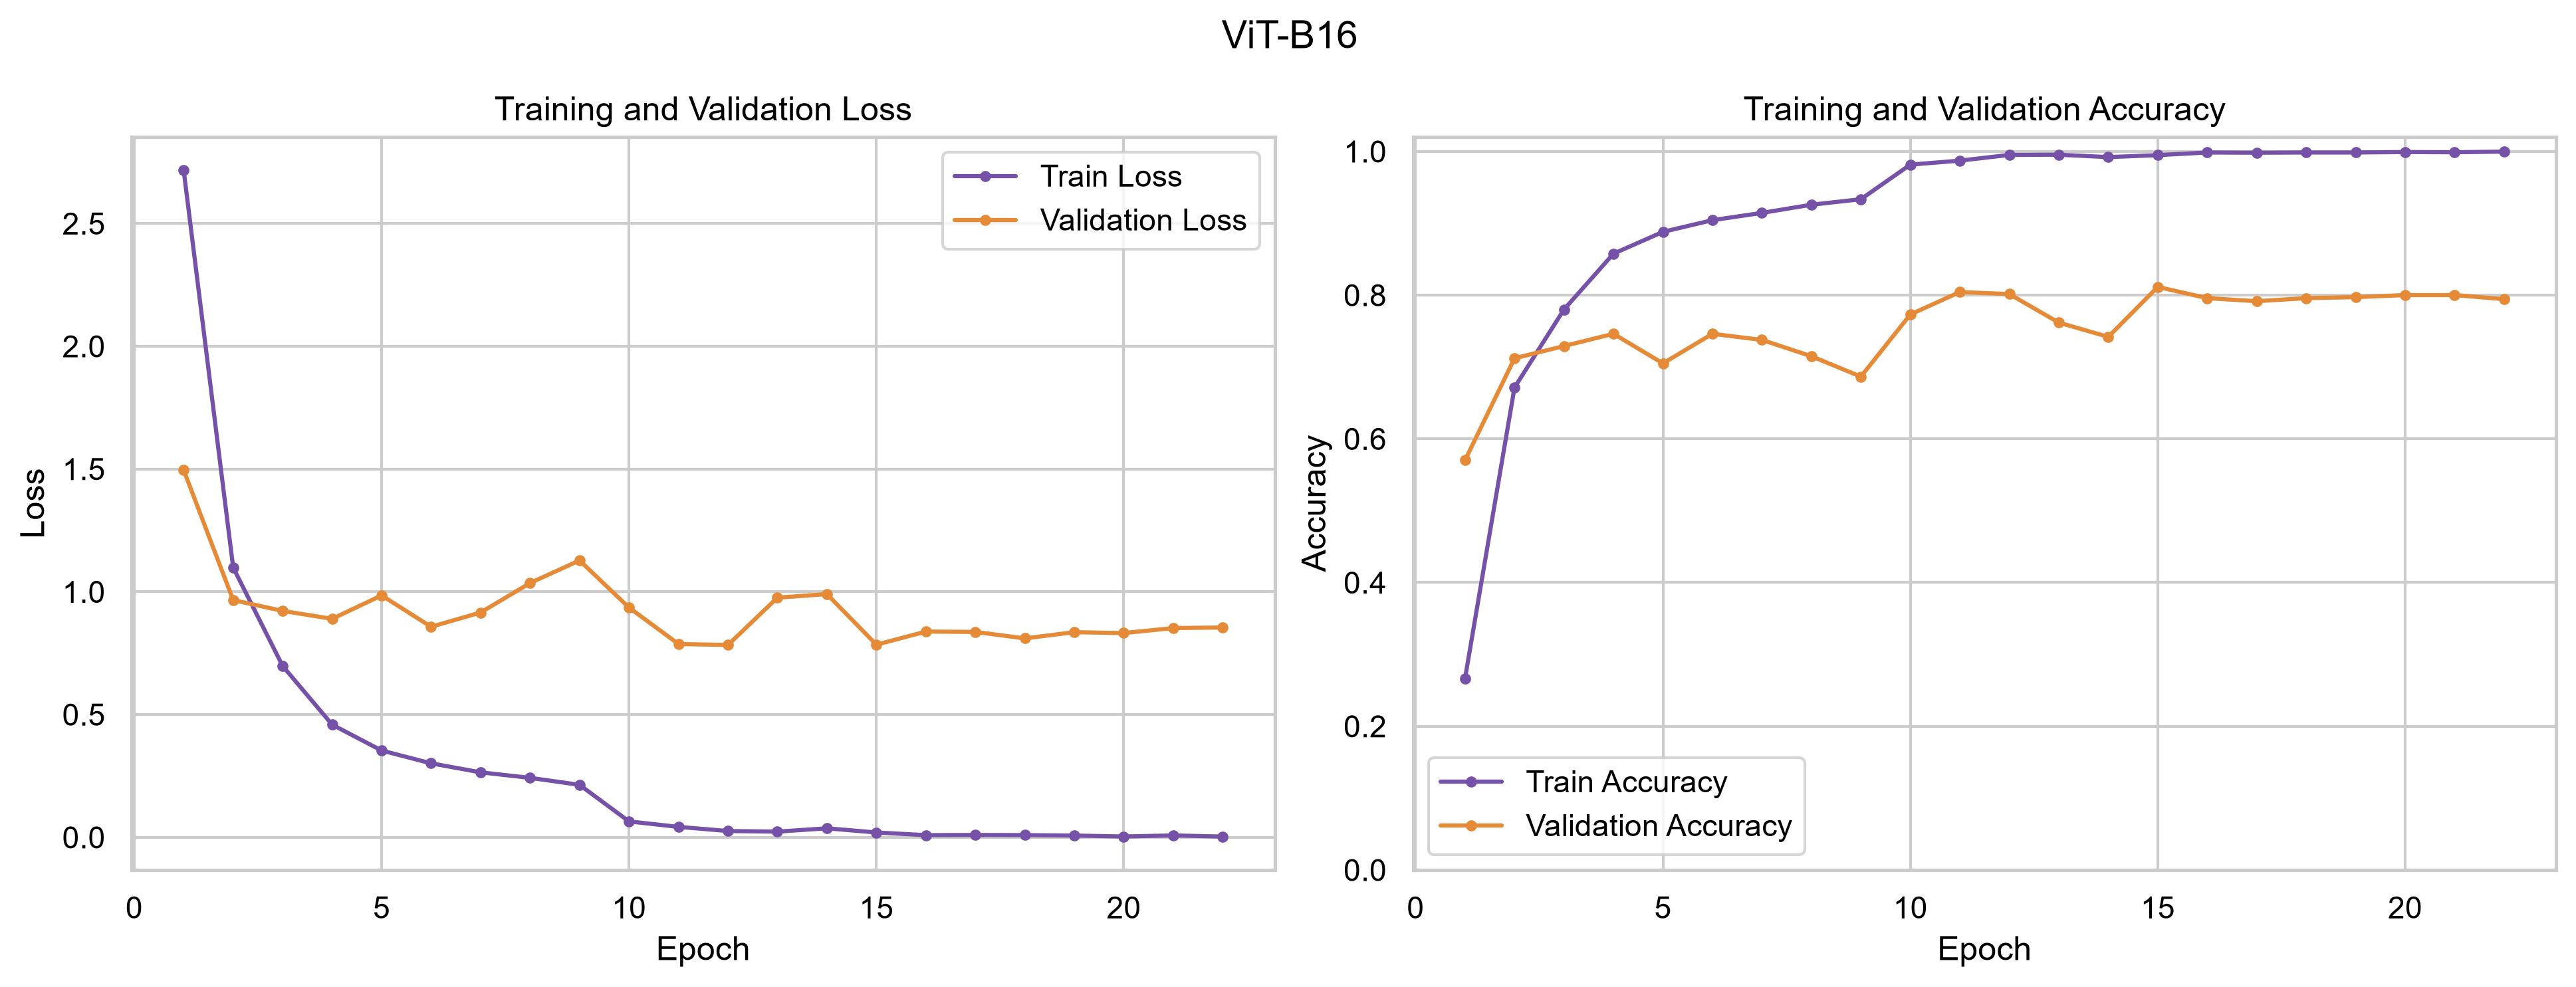 ViT-B16
Training and Validation Loss
Train Loss
Validation Loss
2.5
2.0
1.5
1.0
0.5
0.0
Loss
0 5 10 15 20
Epoch
Training and Validation Accuracy
1.0
0.8
0.6
0.4
0.2
0.0
Accuracy
Train Accuracy
Validation Accuracy
0 5 10 15 20
Epoch